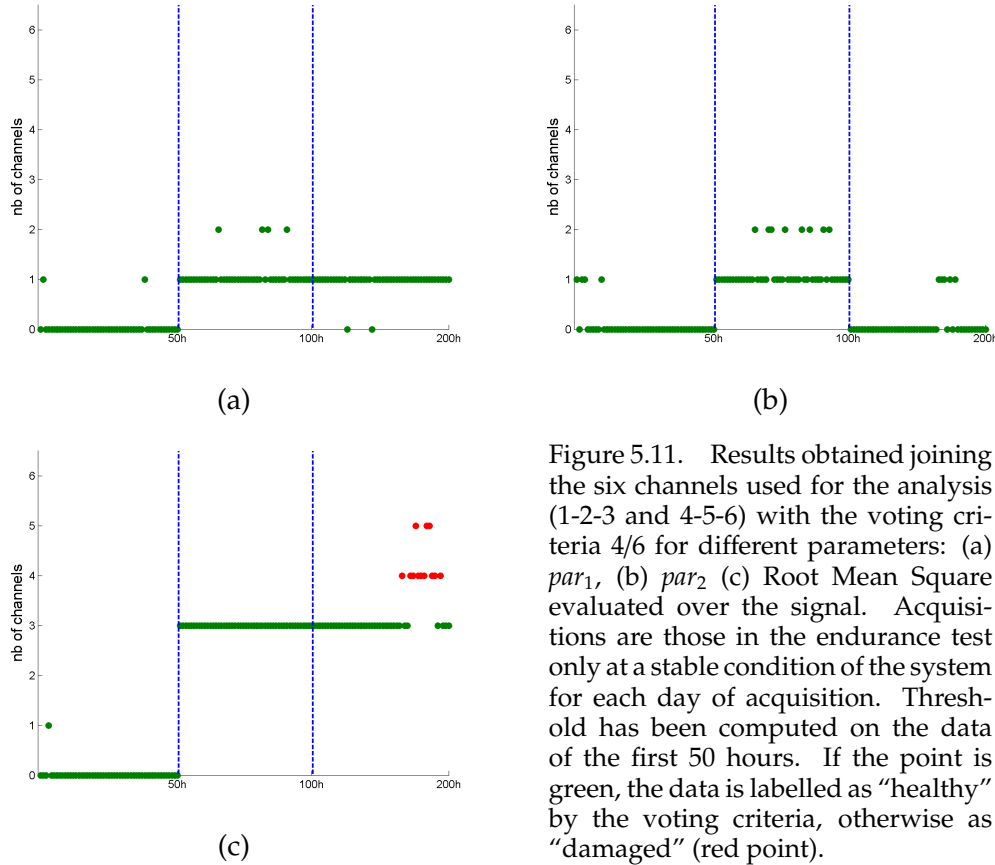 6
5
4
3
2
1
0
nb of channels
50h
100h
200h
(a)
6
5
4
3
2
1
0
nb of channels
50h
100h
200h
(b)
6
5
4
3
2
1
0
nb of channels
50h
100h
200h
(c)
Figure 5.11. Results obtained joining
the six channels used for the analysis
(1-2-3 and 4-5-6) with the voting cri-
teria 4/6 for different parameters: (a)
par₁, (b) par₂ (c) Root Mean Square
evaluated over the signal. Acquisi-
tions are those in the endurance test
only at a stable condition of the system
for each day of acquisition. Thresh-
old has been computed on the data
of the first 50 hours. If the point is
green, the data is labelled as “healthy”
by the voting criteria, otherwise as
“damaged” (red point).